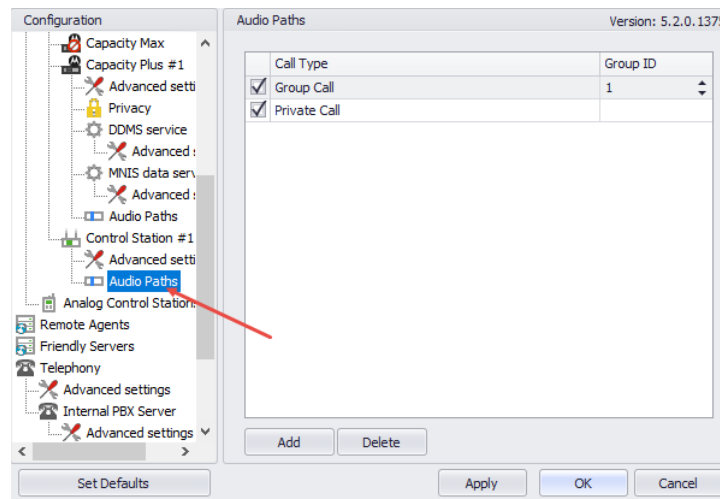 Configuration
Capacity Max
Capacity Plus #1
Advanced setti
Privacy
DDMS service
Advanced s
MNIS data serv
Advanced s
Audio Paths
Control Station #1
Advanced setti
Audio Paths
Analog Control Station
Remote Agents
Friendly Servers
Telephony
Advanced settings
Internal PBX Server
Advanced settings
Set Defaults
Audio Paths Version: 5.2.0.1375
Call Type Group ID
Group Call 1
Private Call
Add Delete
Apply OK Cancel